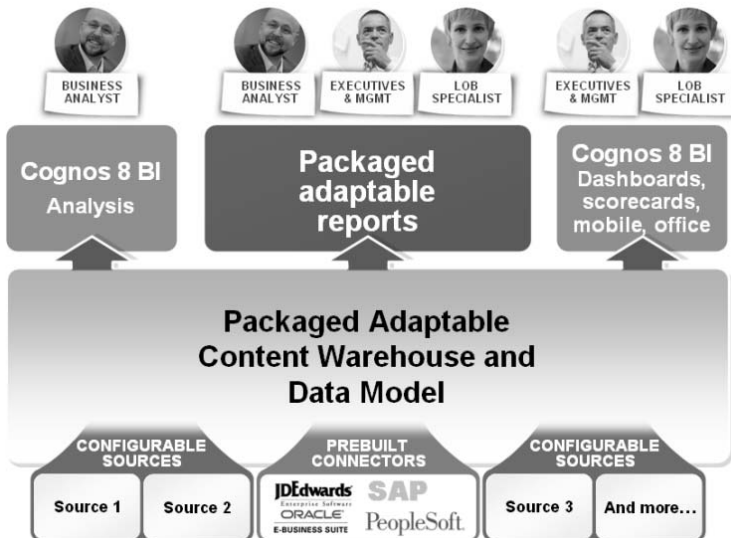 BUSINESS
ANALYST
BUSINESS
ANALYST
EXECUTIVES
& MGMT
LOB
SPECIALIST
EXECUTIVES
& MGMT
LOB
SPECIALIST
Cognos 8 BI
Analysis
Packaged
adaptable
reports
Cognos 8 BI
Dashboards,
scorecards,
mobile, office
Packaged Adaptable
Content Warehouse and
Data Model
CONFIGURABLE
SOURCES
Source 1
Source 2
PREBUILT
CONNECTORS
JDEdwards
Enterprise Software
ORACLE
E-BUSINESS SUITE
SAP
PeopleSoft.
CONFIGURABLE
SOURCES
Source 3
And more...